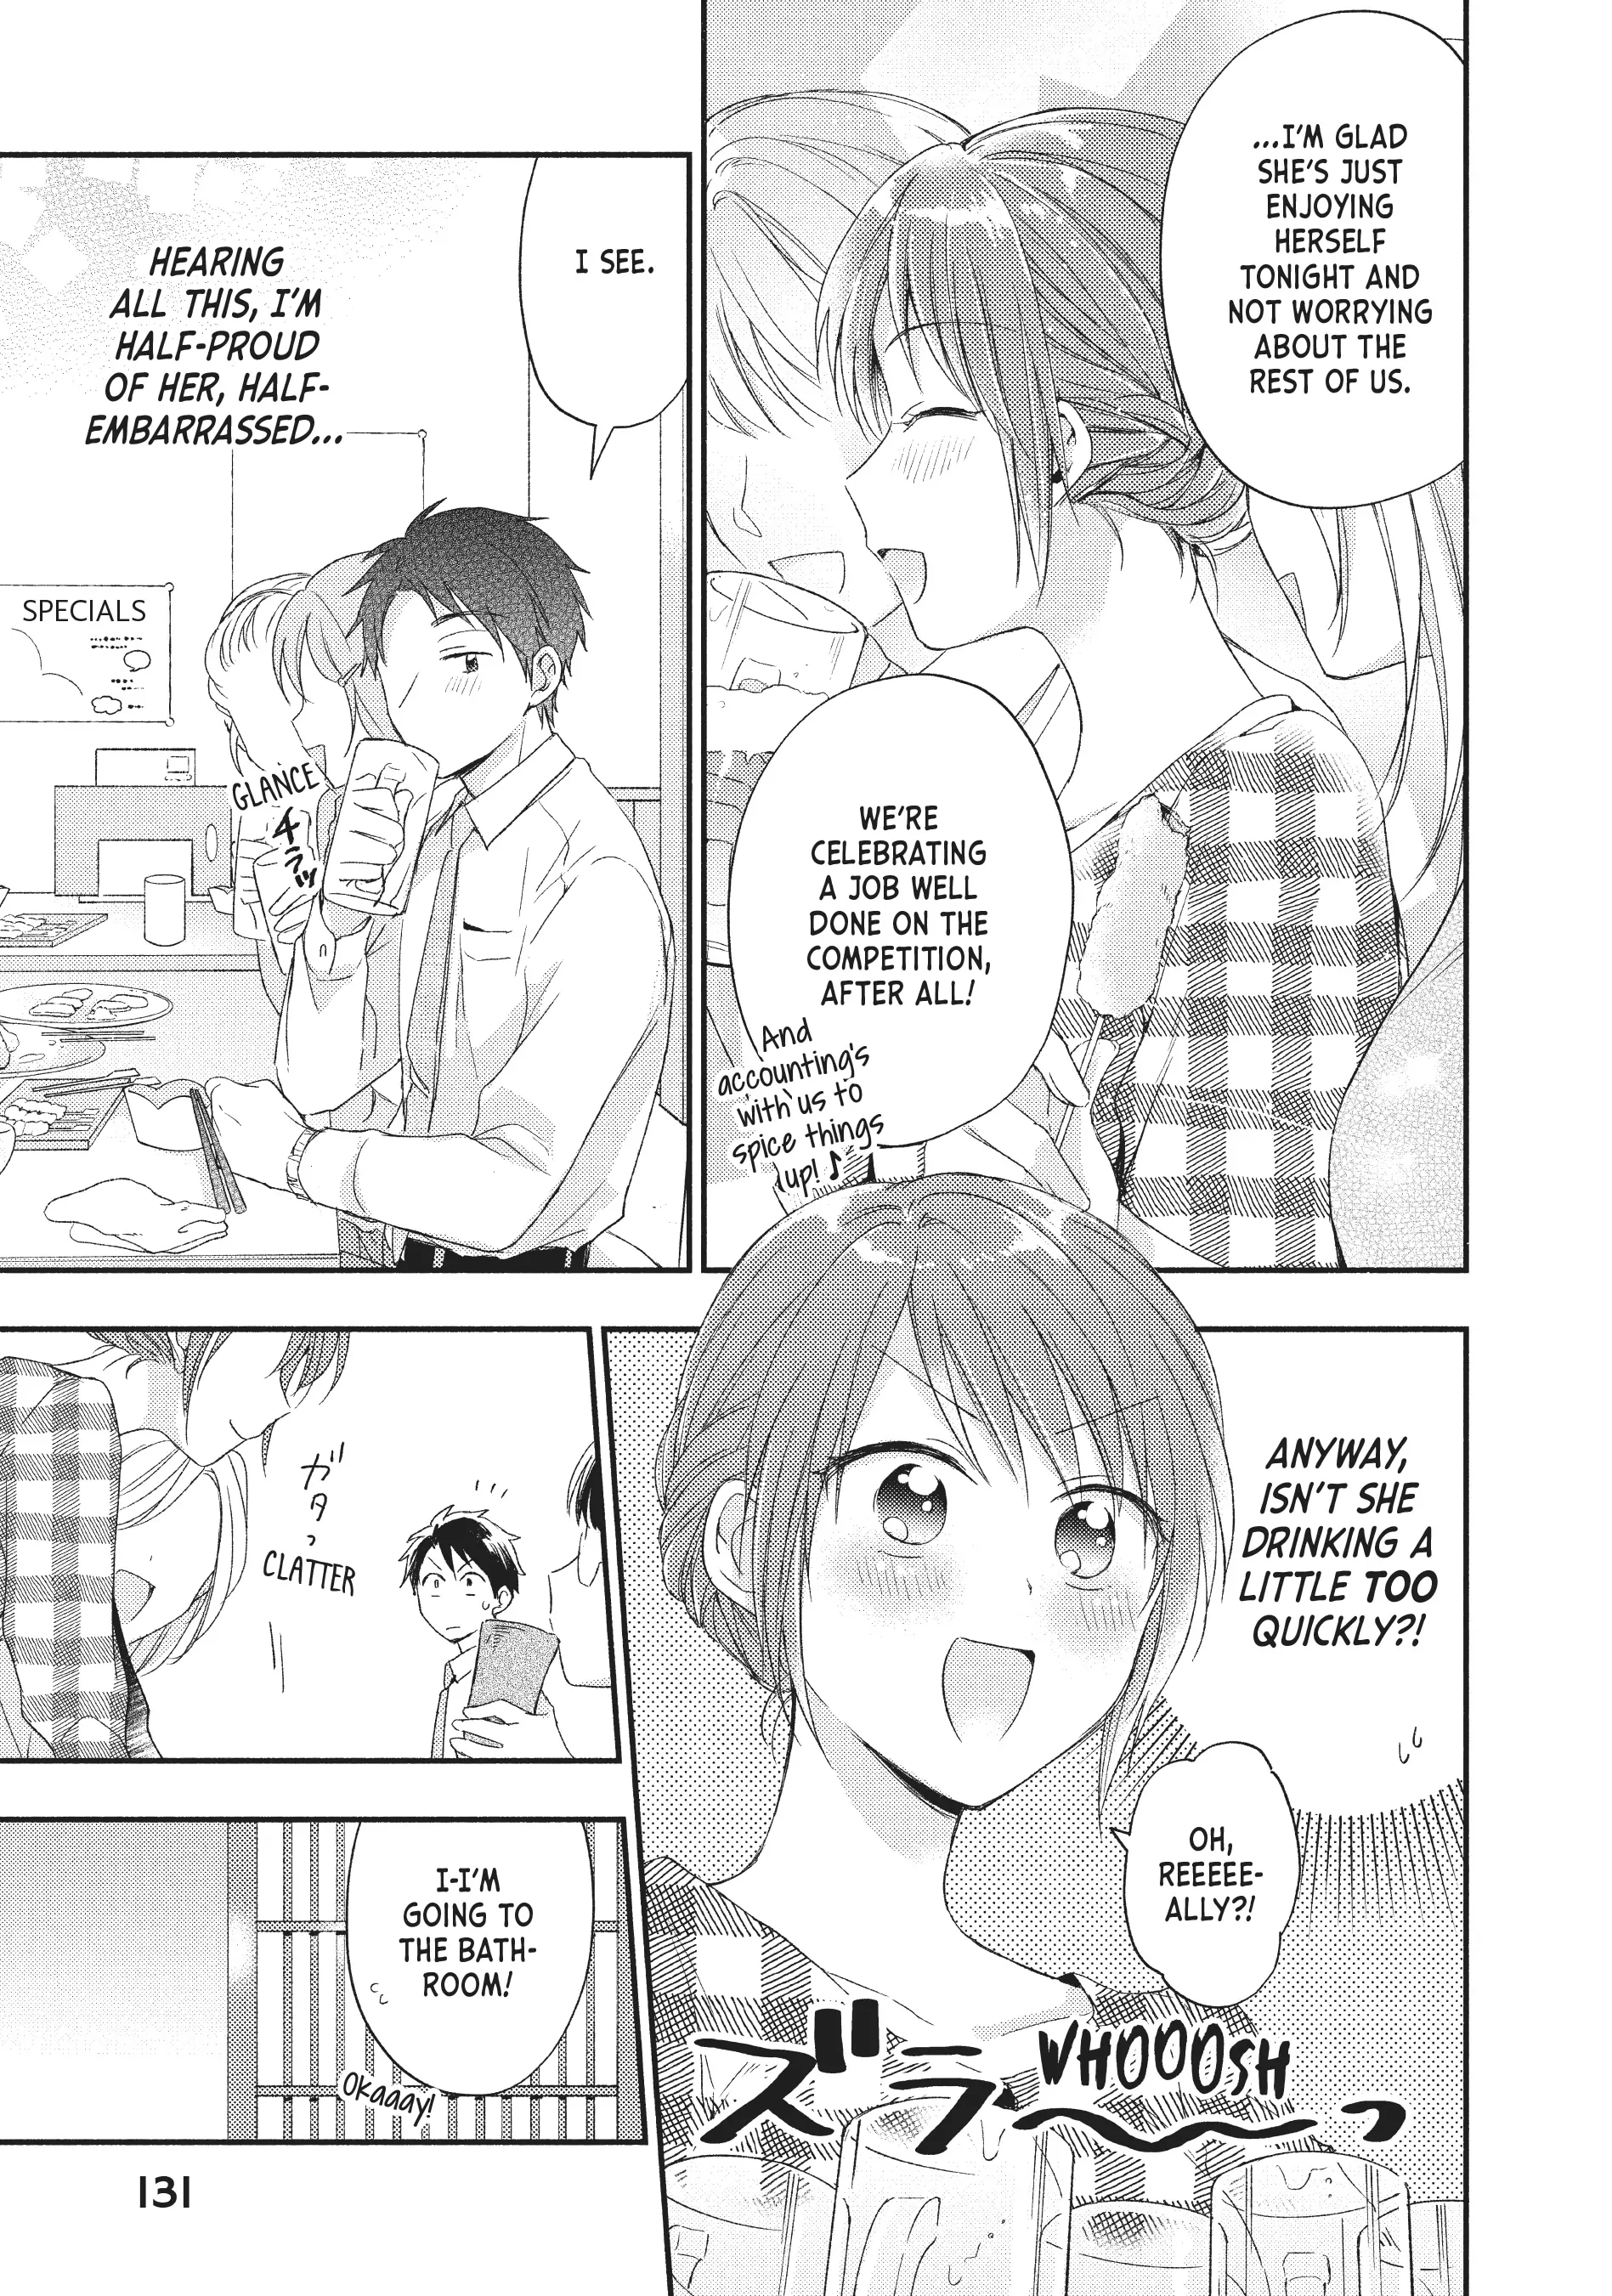 ...I'M GLAD
SHE'S JUST
ENJOYING
HERSELF
TONIGHT AND
NOT WORRYING
ABOUT THE
REST OF US.
WE'RE
CELEBRATING
A JOB WELL
DONE ON THE
COMPETITION,
AFTER ALL!
And
accounting's
with us to
spice things
up! ♪
I SEE.
HEARING
ALL THIS, I'M
HALF-PROUD
OF HER, HALF-
EMBARRASSED...
SPECIALS
GLANCE
チラッ
ANYWAY,
ISN'T SHE
DRINKING A
LITTLE TOO
QUICKLY?!
OH,
REEEEE-
ALLY?!
WHOOOSH
ズラ〜〜っ
ガタっ
CLATTER
I-I'M
GOING TO
THE BATH-
ROOM!
Okaaay!
131